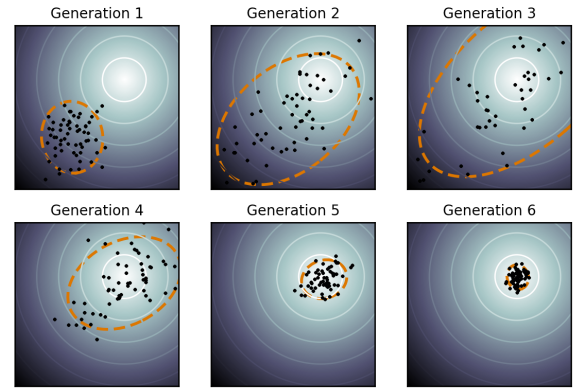 Generation 1
Generation 2
Generation 3
Generation 4
Generation 5
Generation 6